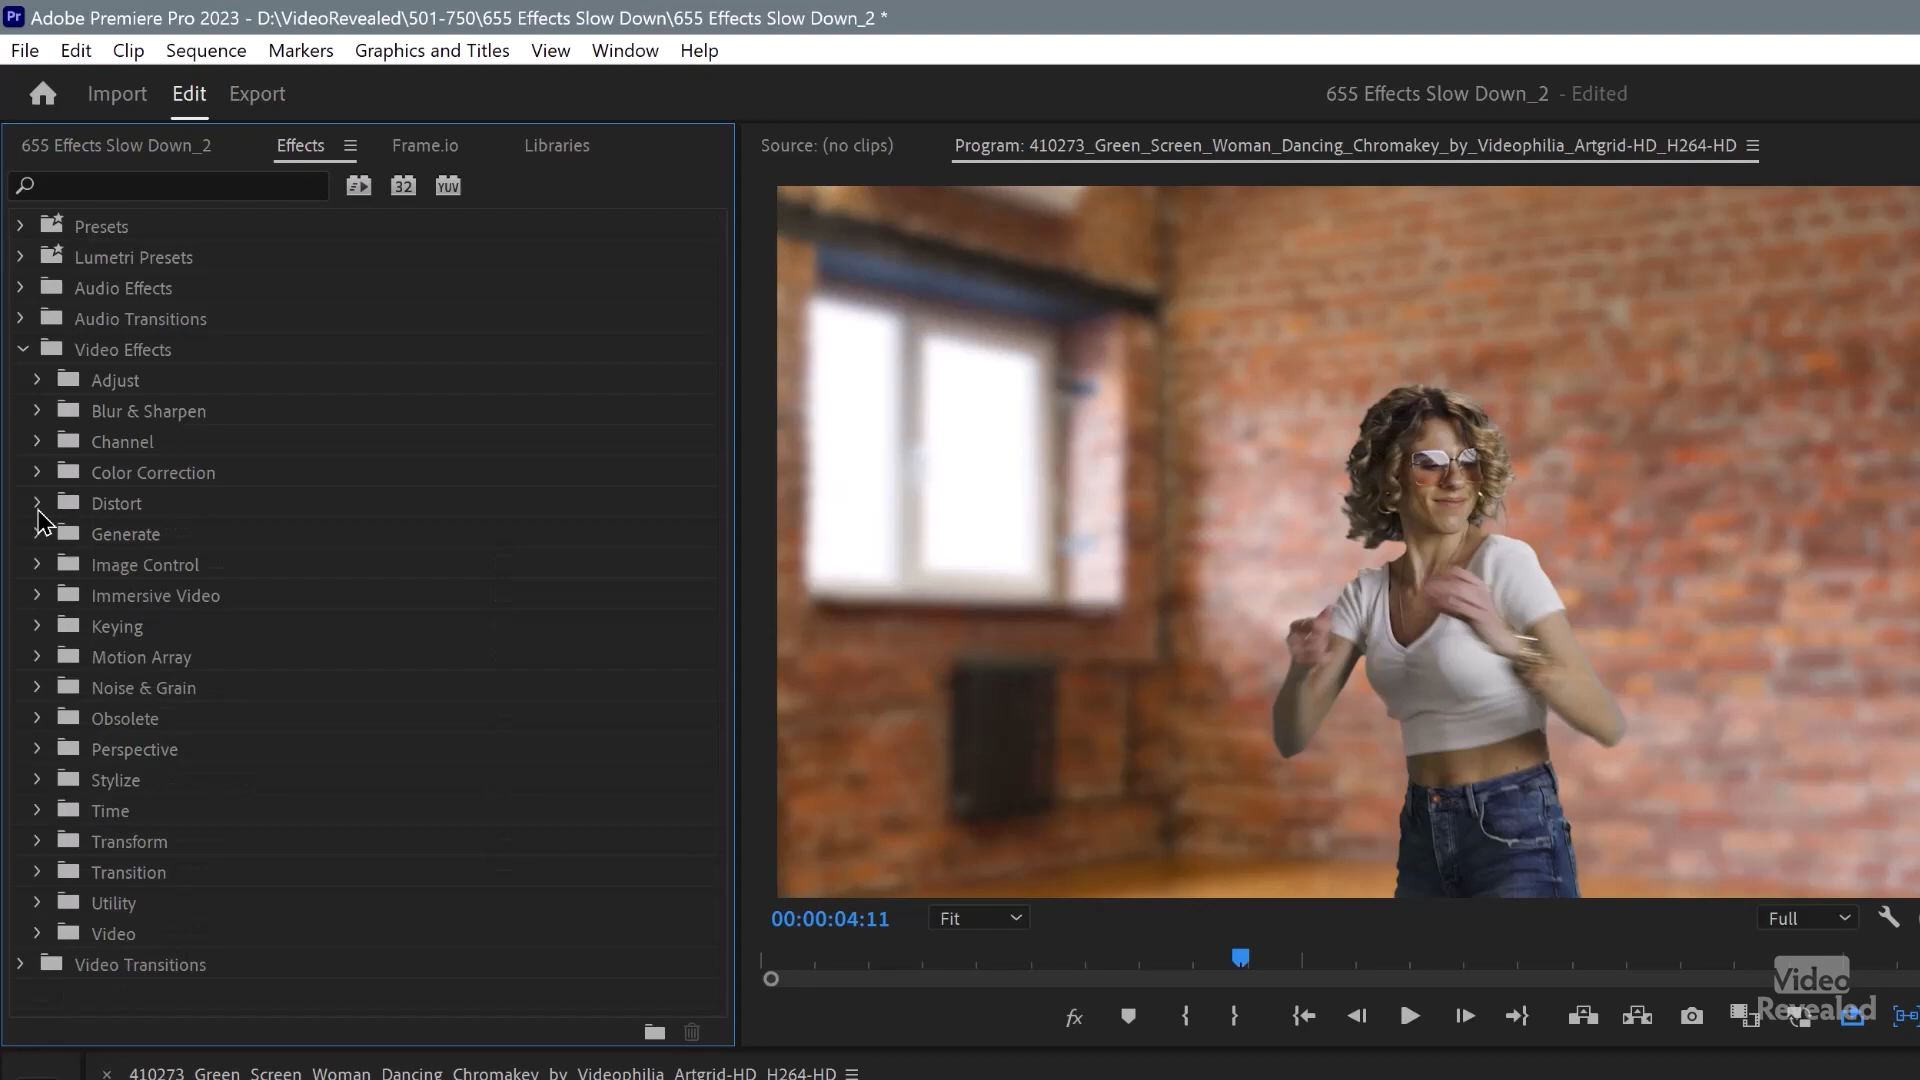 Pr Adobe Premiere Pro 2023 - D:\VideoRevealed\501-750\655 Effects Slow Down\655 Effects Slow Down_2 *
File Edit Clip Sequence Markers Graphics and Titles View Window Help
Import Edit Export 655 Effects Slow Down_2 - Edited
655 Effects Slow Down_2 Effects Frame.io Libraries Source: (no clips) Program: 410273_Green_Screen_Woman_Dancing_Chromakey_by_Videophilia_Artgrid-HD_H264-HD
32 YUV
Presets
Lumetri Presets
Audio Effects
Audio Transitions
Video Effects
Adjust
Blur & Sharpen
Channel
Color Correction
Distort
Generate
Image Control
Immersive Video
Keying
Motion Array
Noise & Grain
Obsolete
Perspective
Stylize
Time
Transform
Transition
Utility
Video
Video Transitions
00:00:04:11 Fit Full
fx
Video
Revealed
× 410273_Green_Screen_Woman_Dancing_Chromakey_by_Videophilia_Artgrid-HD_H264-HD